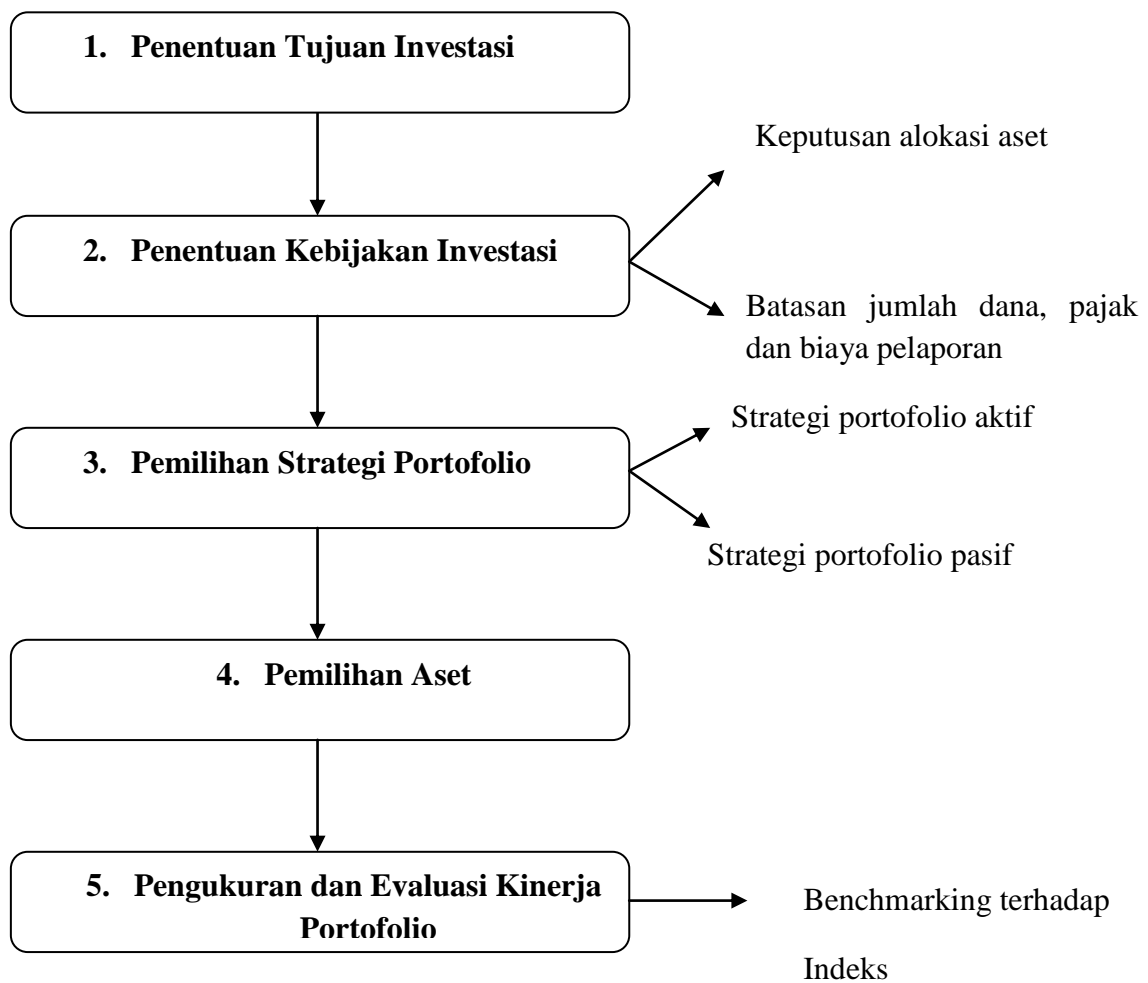 1. Penentuan Tujuan Investasi
Keputusan alokasi aset
2. Penentuan Kebijakan Investasi
Batasan jumlah dana, pajak
dan biaya pelaporan
Strategi portofolio aktif
3. Pemilihan Strategi Portofolio
Strategi portofolio pasif
4. Pemilihan Aset
5. Pengukuran dan Evaluasi Kinerja
Portofolio
Benchmarking terhadap
Indeks